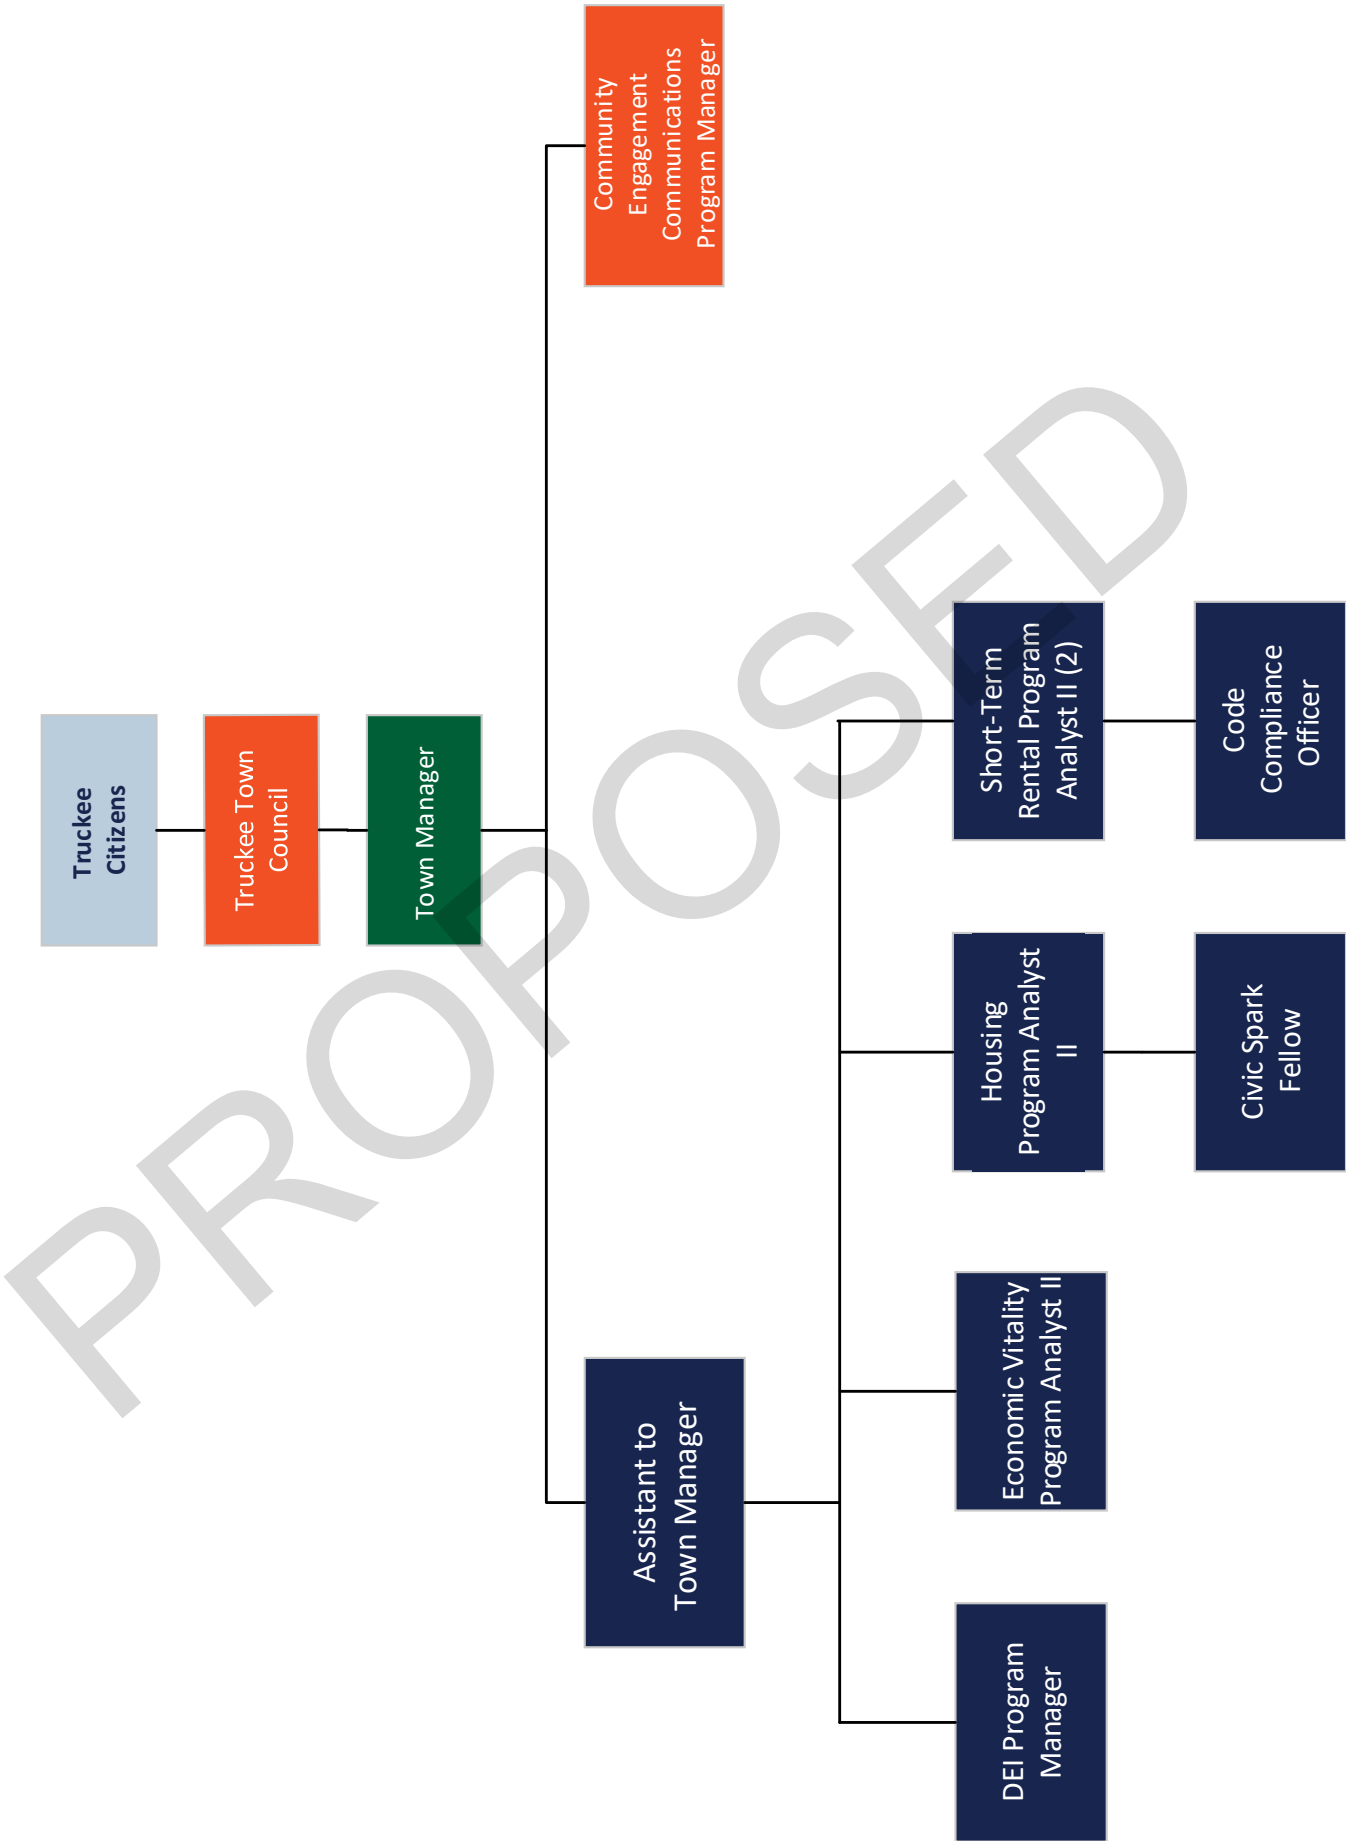 Truckee
Citizens
Truckee Town
Council
Town Manager
Assistant to
Town Manager
Community
Engagement
Communications
Program Manager
DEI Program
Manager
Economic Vitality
Program Analyst II
Housing
Program Analyst
II
Short-Term
Rental Program
Analyst II (2)
Civic Spark
Fellow
Code
Compliance
Officer
PROPOSED